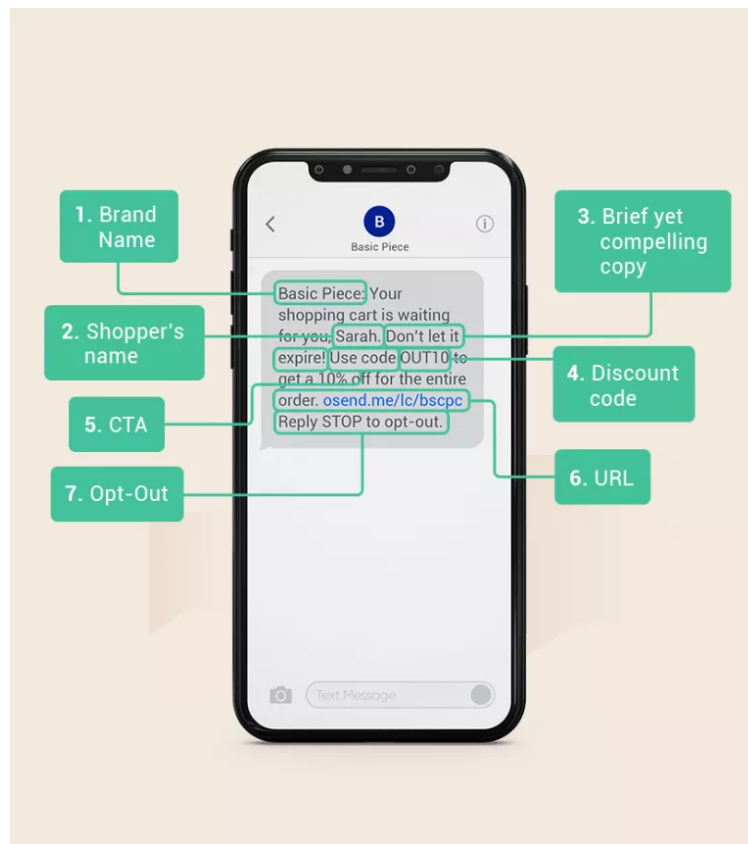 1. Brand
Name
2. Shopper's
name
3. Brief yet
compelling
copy
4. Discount
code
5. CTA
6. URL
7. Opt-Out
B
Basic Piece
Basic Piece: Your
shopping cart is waiting
for you, Sarah. Don't let it
expire! Use code OUT10 to
get a 10% off for the entire
order. osend.me/lc/bscpc
Reply STOP to opt-out.
Text Message